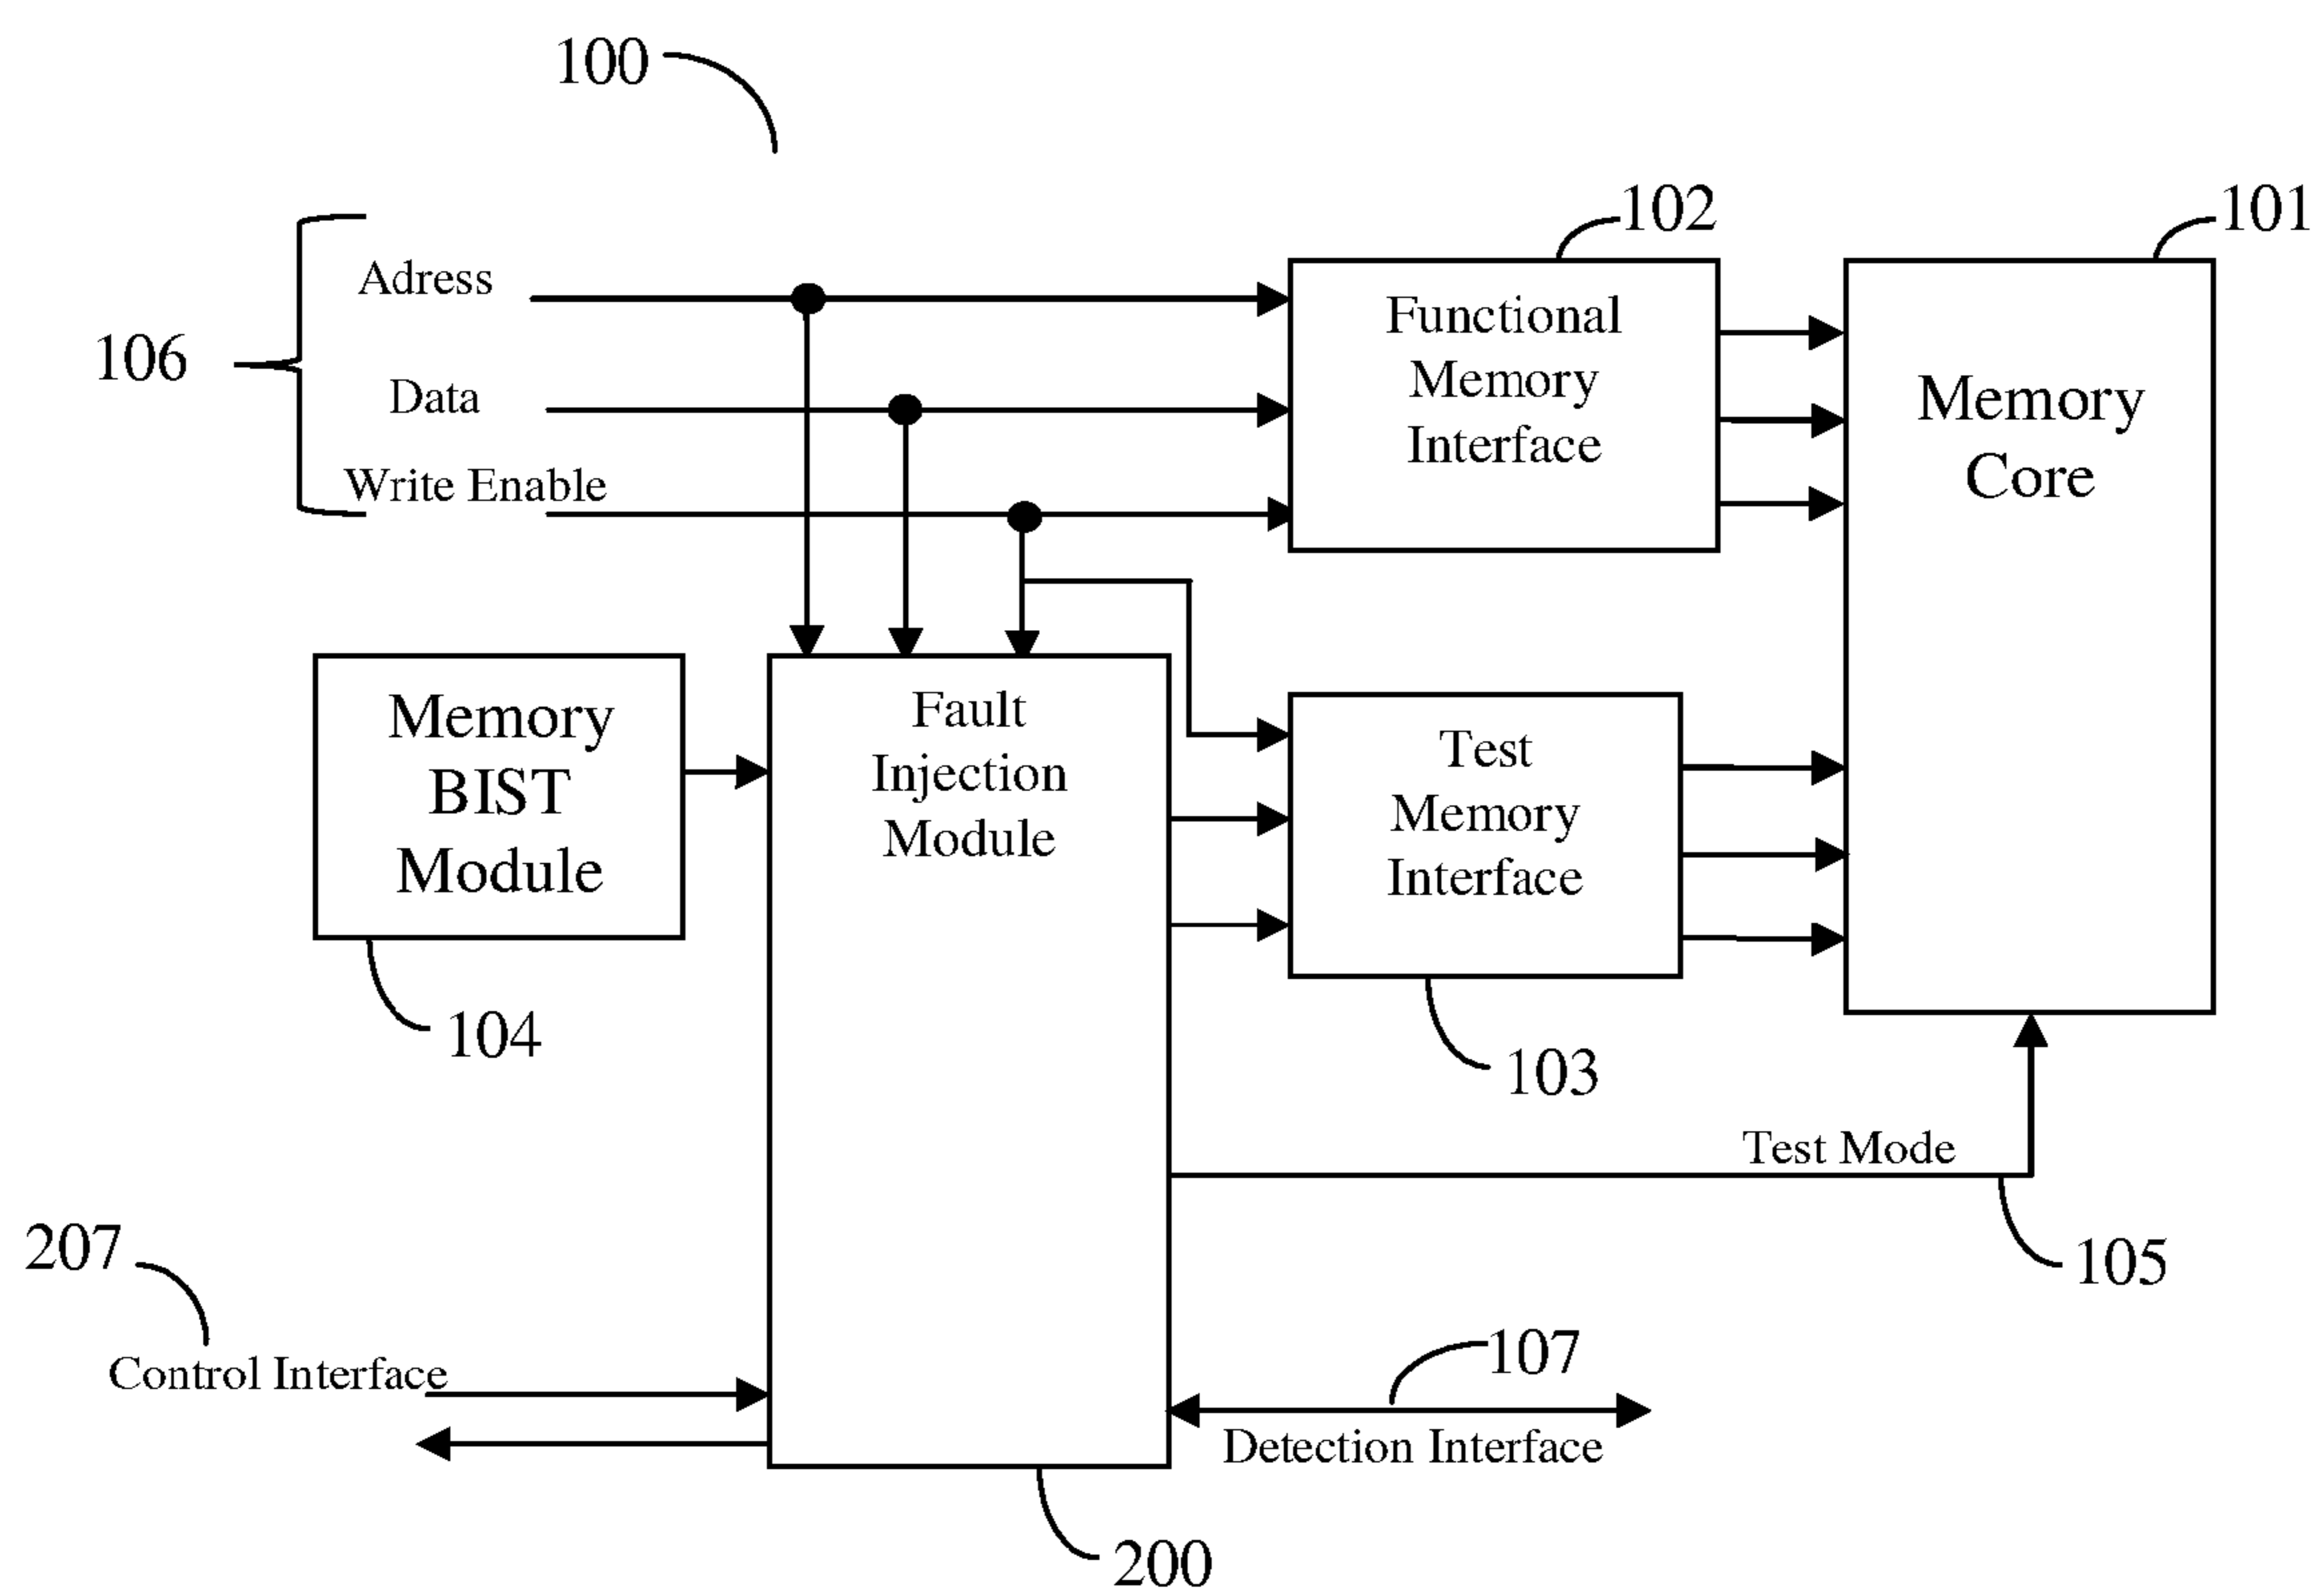 100
102
101
Adress
106
Data
Write Enable
Functional
Memory
Interface
Memory
Core
Memory
BIST
Module
104
Fault
Injection
Module
Test
Memory
Interface
103
Test Mode
105
207
Control Interface
107
Detection Interface
200